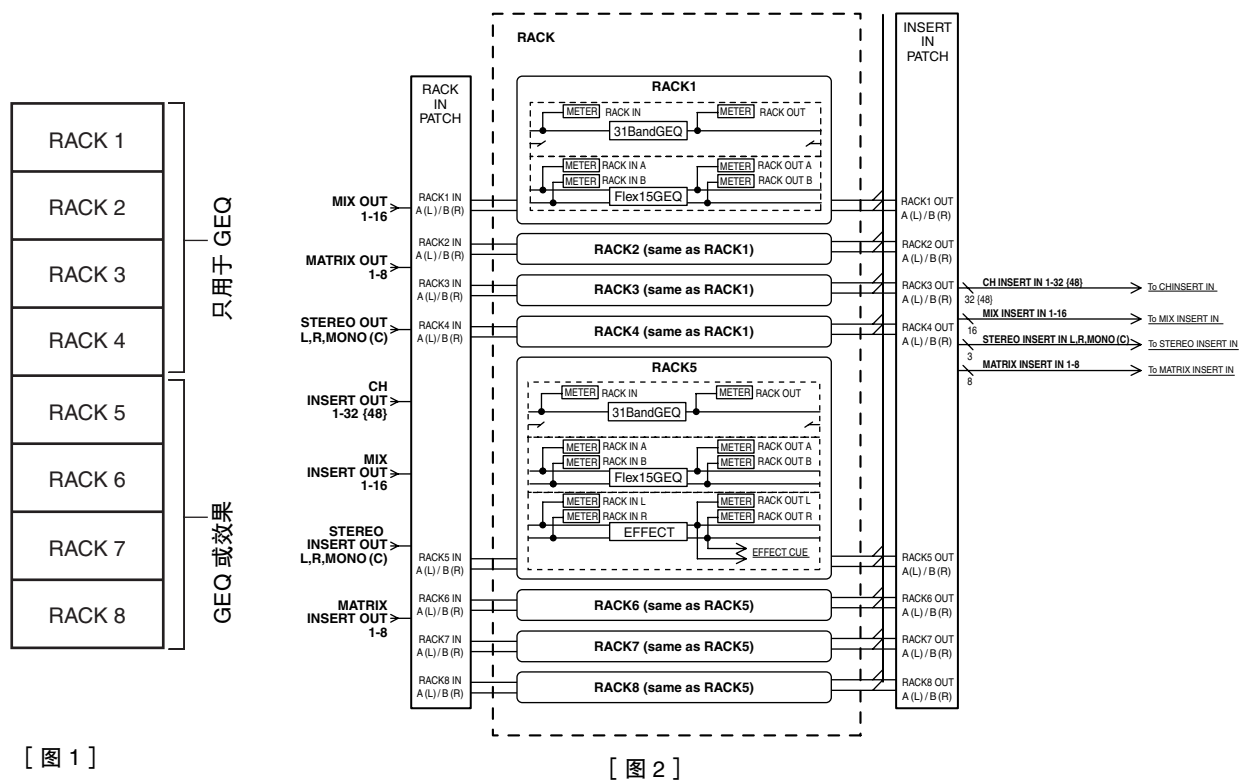 RACK 1
RACK 2
RACK 3
RACK 4
RACK 5
RACK 6
RACK 7
RACK 8
只用于 GEQ
GEQ 或效果
[ 图 1 ]
MIX OUT
1-16
MATRIX OUT
1-8
STEREO OUT
L,R,MONO (C)
CH
INSERT OUT
1-32 {48}
MIX
INSERT OUT
1-16
STEREO
INSERT OUT
L,R,MONO (C)
MATRIX
INSERT OUT
1-8
RACK
IN
PATCH
RACK1 IN
A (L) / B (R)
RACK2 IN
A (L) / B (R)
RACK3 IN
A (L) / B (R)
RACK4 IN
A (L) / B (R)
RACK5 IN
A (L) / B (R)
RACK6 IN
A (L) / B (R)
RACK7 IN
A (L) / B (R)
RACK8 IN
A (L) / B (R)
RACK
RACK1
METER RACK IN METER RACK OUT
31BandGEQ
METER RACK IN A METER RACK OUT A
METER RACK IN B METER RACK OUT B
Flex15GEQ
RACK2 (same as RACK1)
RACK3 (same as RACK1)
RACK4 (same as RACK1)
RACK5
METER RACK IN METER RACK OUT
31BandGEQ
METER RACK IN A METER RACK OUT A
METER RACK IN B METER RACK OUT B
Flex15GEQ
METER RACK IN L METER RACK OUT L
METER RACK IN R METER RACK OUT R
EFFECT
EFFECT CUE
RACK6 (same as RACK5)
RACK7 (same as RACK5)
RACK8 (same as RACK5)
INSERT
IN
PATCH
RACK1 OUT
A (L) / B (R)
RACK2 OUT
A (L) / B (R)
RACK3 OUT
A (L) / B (R)
RACK4 OUT
A (L) / B (R)
RACK5 OUT
A (L) / B (R)
RACK6 OUT
A (L) / B (R)
RACK7 OUT
A (L) / B (R)
RACK8 OUT
A (L) / B (R)
CH INSERT IN 1-32 {48} To CHINSERT IN
32 {48}
MIX INSERT IN 1-16 To MIX INSERT IN
16
STEREO INSERT IN L,R,MONO (C) To STEREO INSERT IN
3
MATRIX INSERT IN 1-8 To MATRIX INSERT IN
8
[ 图 2 ]